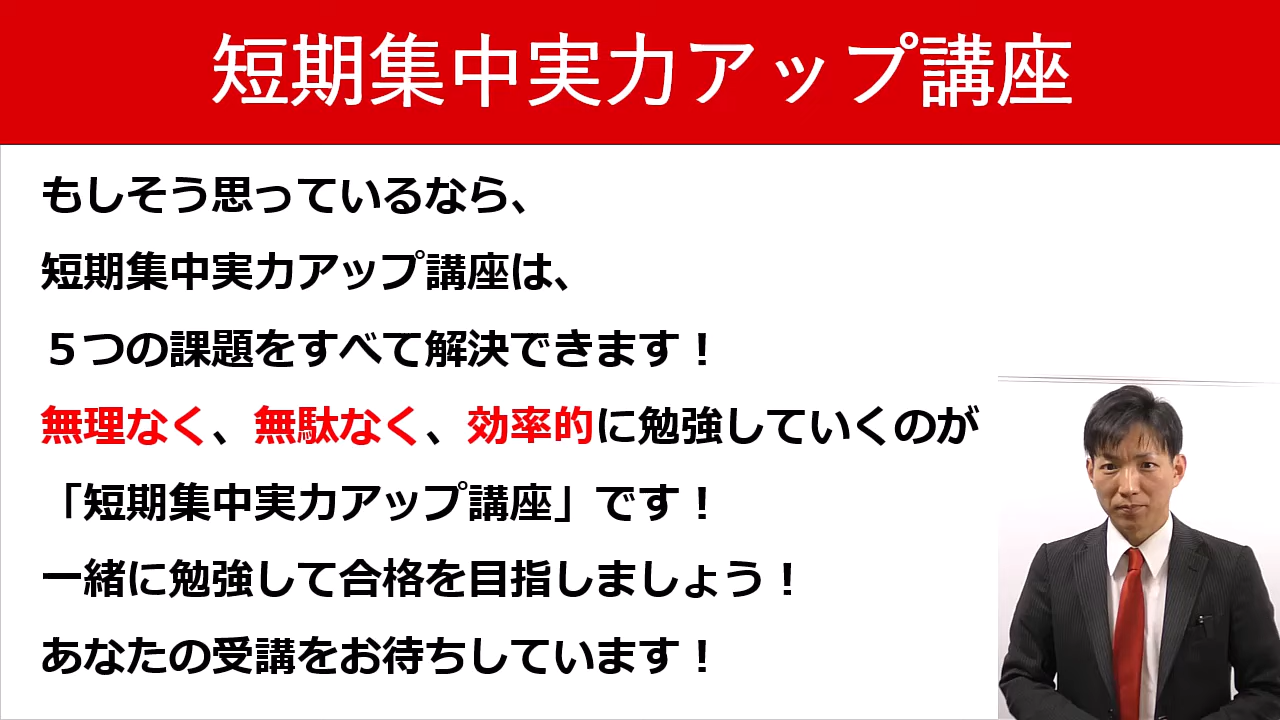 短期集中実力アップ講座
もしそう思っているなら、
短期集中実力アップ講座は、
５つの課題をすべて解決できます！
無理なく、無駄なく、効率的に勉強していくのが
「短期集中実力アップ講座」です！
一緒に勉強して合格を目指しましょう！
あなたの受講をお待ちしています！